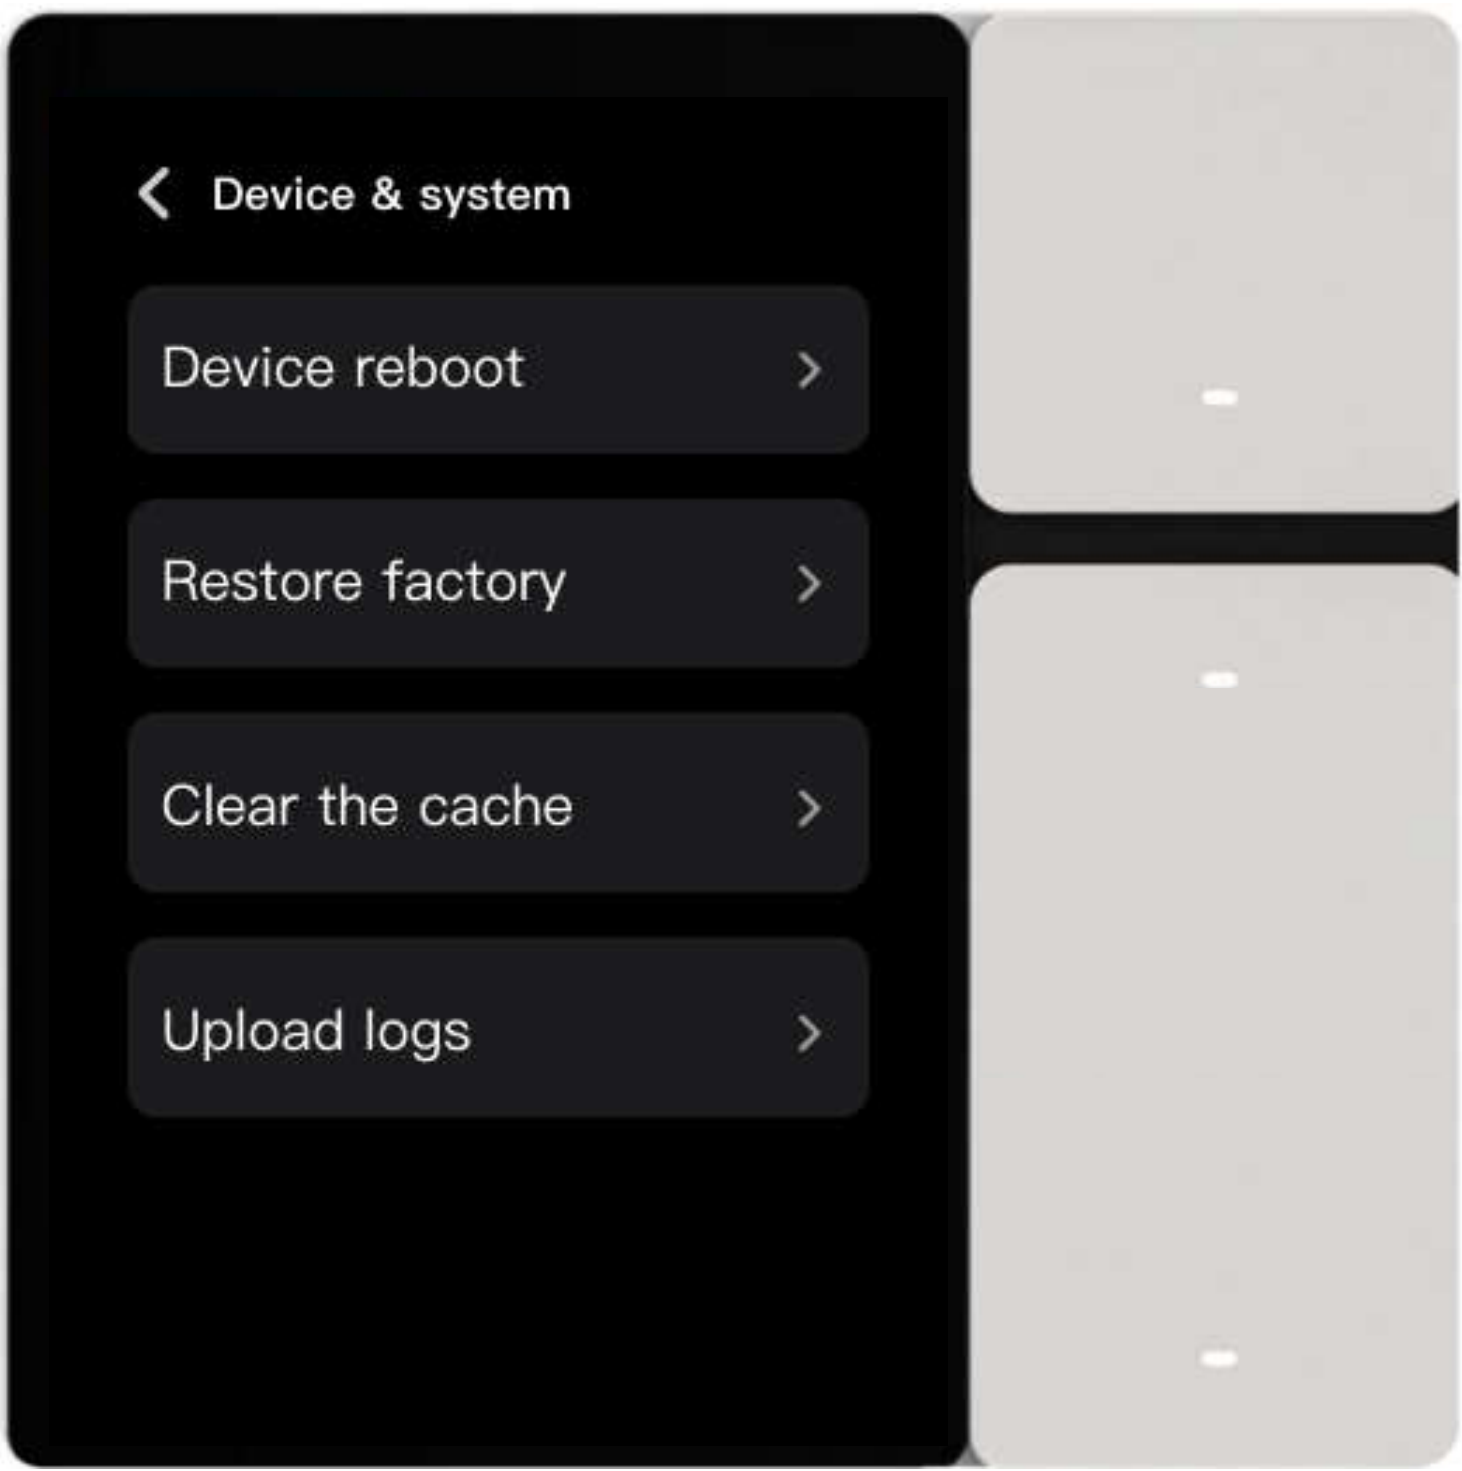 Device & system
Device reboot
Restore factory
Clear the cache
Upload logs